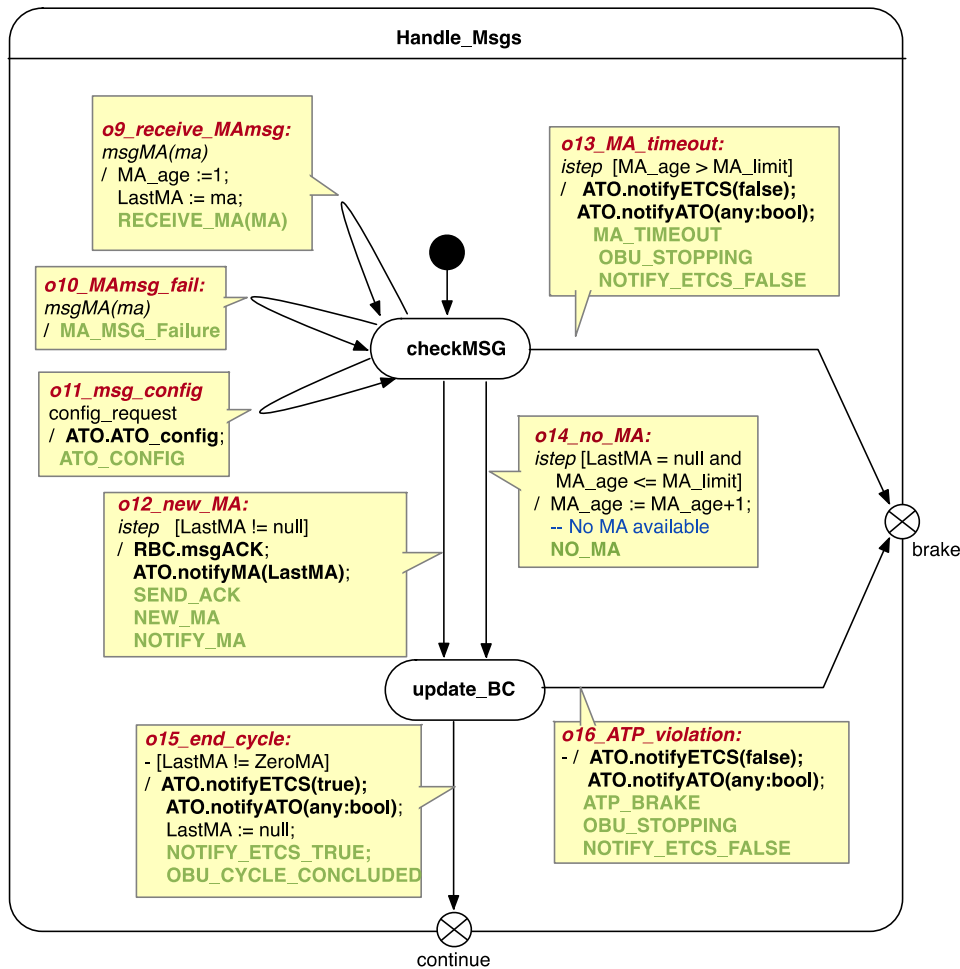 Handle_Msgs
o9_receive_MAmsg:
msgMA(ma)
/ MA_age :=1;
LastMA := ma;
RECEIVE_MA(MA)
o13_MA_timeout:
istep [MA_age > MA_limit]
/ ATO.notifyETCS(false);
ATO.notifyATO(any:bool);
MA_TIMEOUT
OBU_STOPPING
NOTIFY_ETCS_FALSE
o10_MAmsg_fail:
msgMA(ma)
/ MA_MSG_Failure
checkMSG
o11_msg_config
config_request
/ ATO.ATO_config;
ATO_CONFIG
o14_no_MA:
istep [LastMA = null and
MA_age <= MA_limit]
/ MA_age := MA_age+1;
-- No MA available
NO_MA
o12_new_MA:
istep [LastMA != null]
/ RBC.msgACK;
ATO.notifyMA(LastMA);
SEND_ACK
NEW_MA
NOTIFY_MA
brake
update_BC
o15_end_cycle:
- [LastMA != ZeroMA]
/ ATO.notifyETCS(true);
ATO.notifyATO(any:bool);
LastMA := null;
NOTIFY_ETCS_TRUE;
OBU_CYCLE_CONCLUDED
o16_ATP_violation:
- / ATO.notifyETCS(false);
ATO.notifyATO(any:bool);
ATP_BRAKE
OBU_STOPPING
NOTIFY_ETCS_FALSE
continue